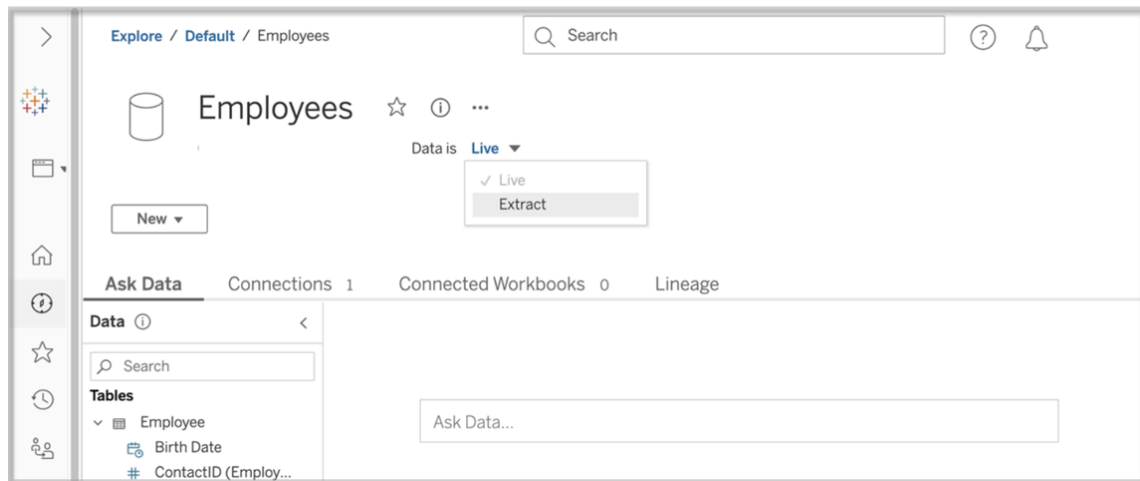 Explore / Default / Employees
Search
Employees
Data is Live
Live
Extract
New
Ask Data
Connections 1
Connected Workbooks 0
Lineage
Data
Search
Tables
Employee
Birth Date
ContactID (Employ...
Ask Data...